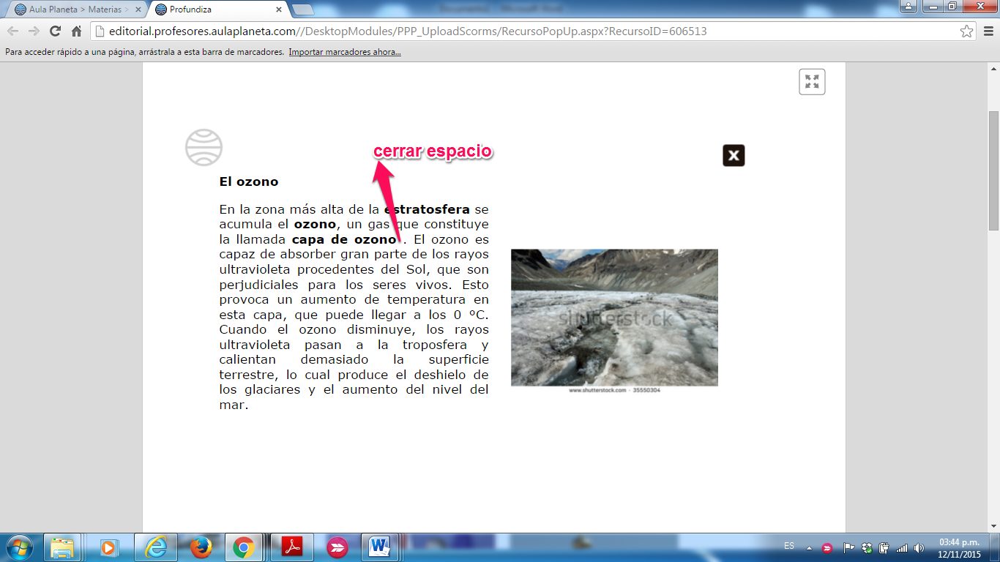 Aula Planeta > Materias >
Profundiza
editorial.profesores.aulaplaneta.com//DesktopModules/PPP_UploadScorms/RecursoPopUp.aspx?RecursoID=606513
Para acceder rápido a una página, arrástrala a esta barra de marcadores. Importar marcadores ahora...
cerrar espacio
El ozono
En la zona más alta de la estratosfera se
acumula el ozono, un gas que constituye
la llamada capa de ozono . El ozono es
capaz de absorber gran parte de los rayos
ultravioleta procedentes del Sol, que son
perjudiciales para los seres vivos. Esto
provoca un aumento de temperatura en
esta capa, que puede llegar a los 0 °C.
Cuando el ozono disminuye, los rayos
ultravioleta pasan a la troposfera y
calientan demasiado la superficie
terrestre, lo cual produce el deshielo de
los glaciares y el aumento del nivel del
mar.
shutterstock
www.shutterstock.com · 35550304
ES
03:44 p.m.
12/11/2015